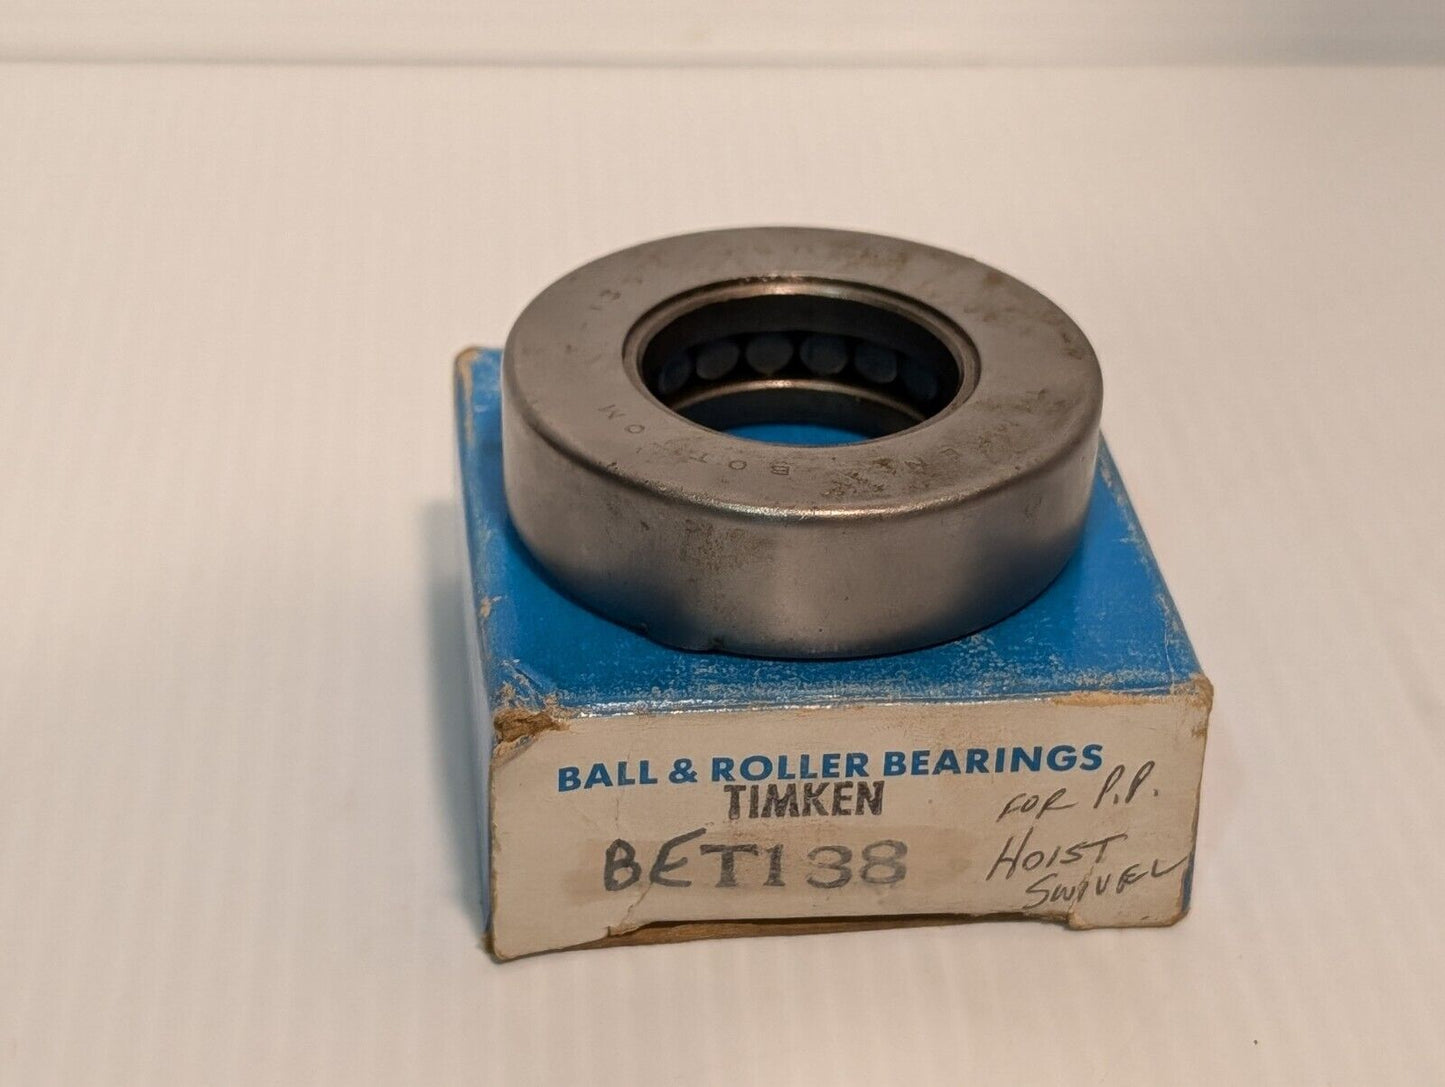 BOTTOM
BALL & ROLLER BEARINGS
TIMKEN
BET138
FOR P.P.
HOIST
SWIVEL